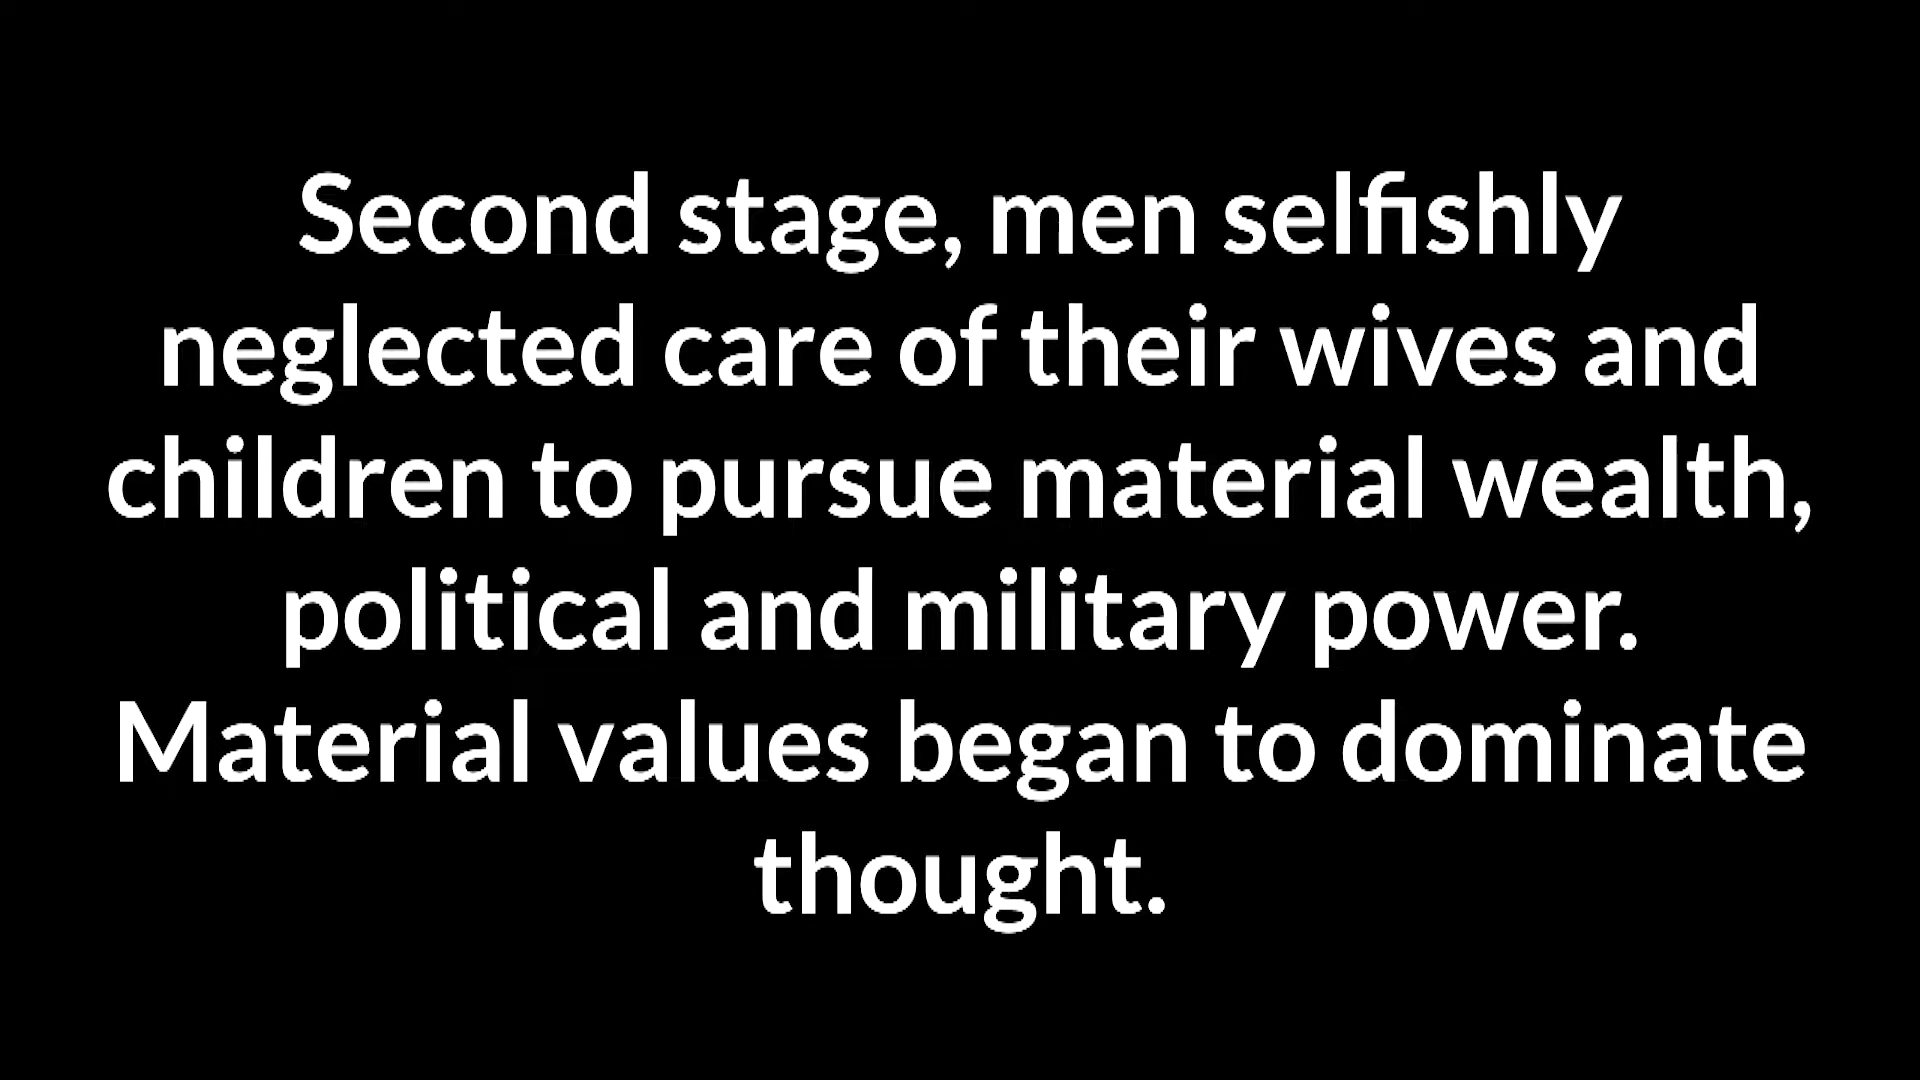 Second stage, men selfishly
neglected care of their wives and
children to pursue material wealth,
political and military power.
Material values began to dominate
thought.